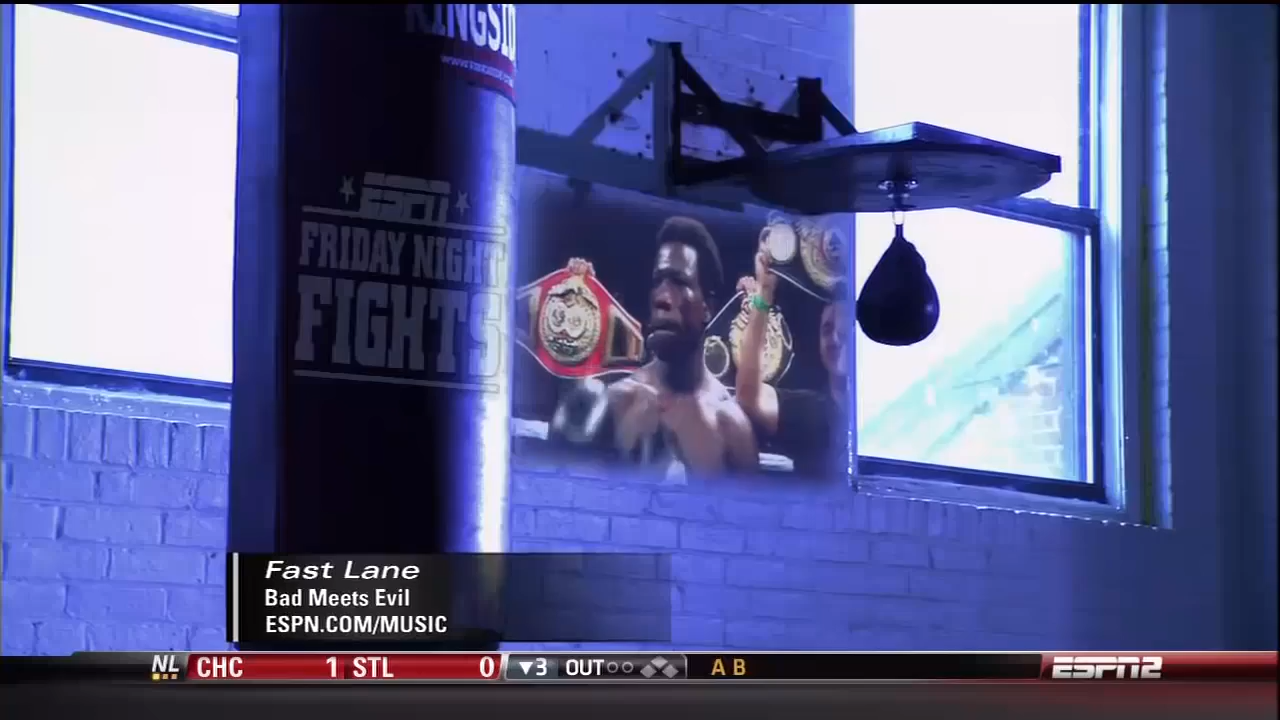 RINGSIDE
ESPN
FRIDAY NIGHT
FIGHTS
Fast Lane
Bad Meets Evil
ESPN.COM/MUSIC
NL CHC 1 STL 0 ▼3 OUT A B ESPN2